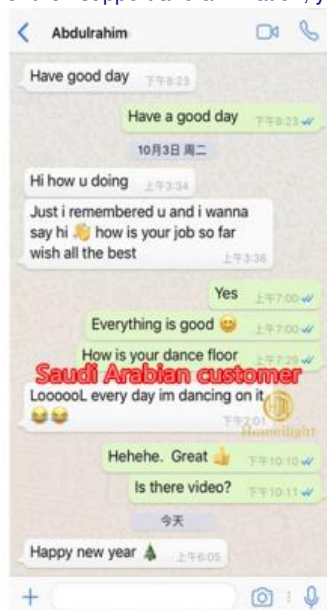 Abdulrahim
Have good day 下午8:23
Have a good day 下午8:23
10月3日 周二
Hi how u doing 上午3:34
Just i remembered u and i wanna
say hi 👋 how is your job so far
wish all the best 上午3:36
Yes 上午7:00
Everything is good 😄 上午7:00
How is your dance floor 上午7:29
Saudi Arabian customer
LoooooL every day im dancing on it
😂😂 下午7:01
Homeilight
Hehehe. Great 👍 下午10:10
Is there video? 下午10:11
今天
Happy new year 🎄 上午6:05